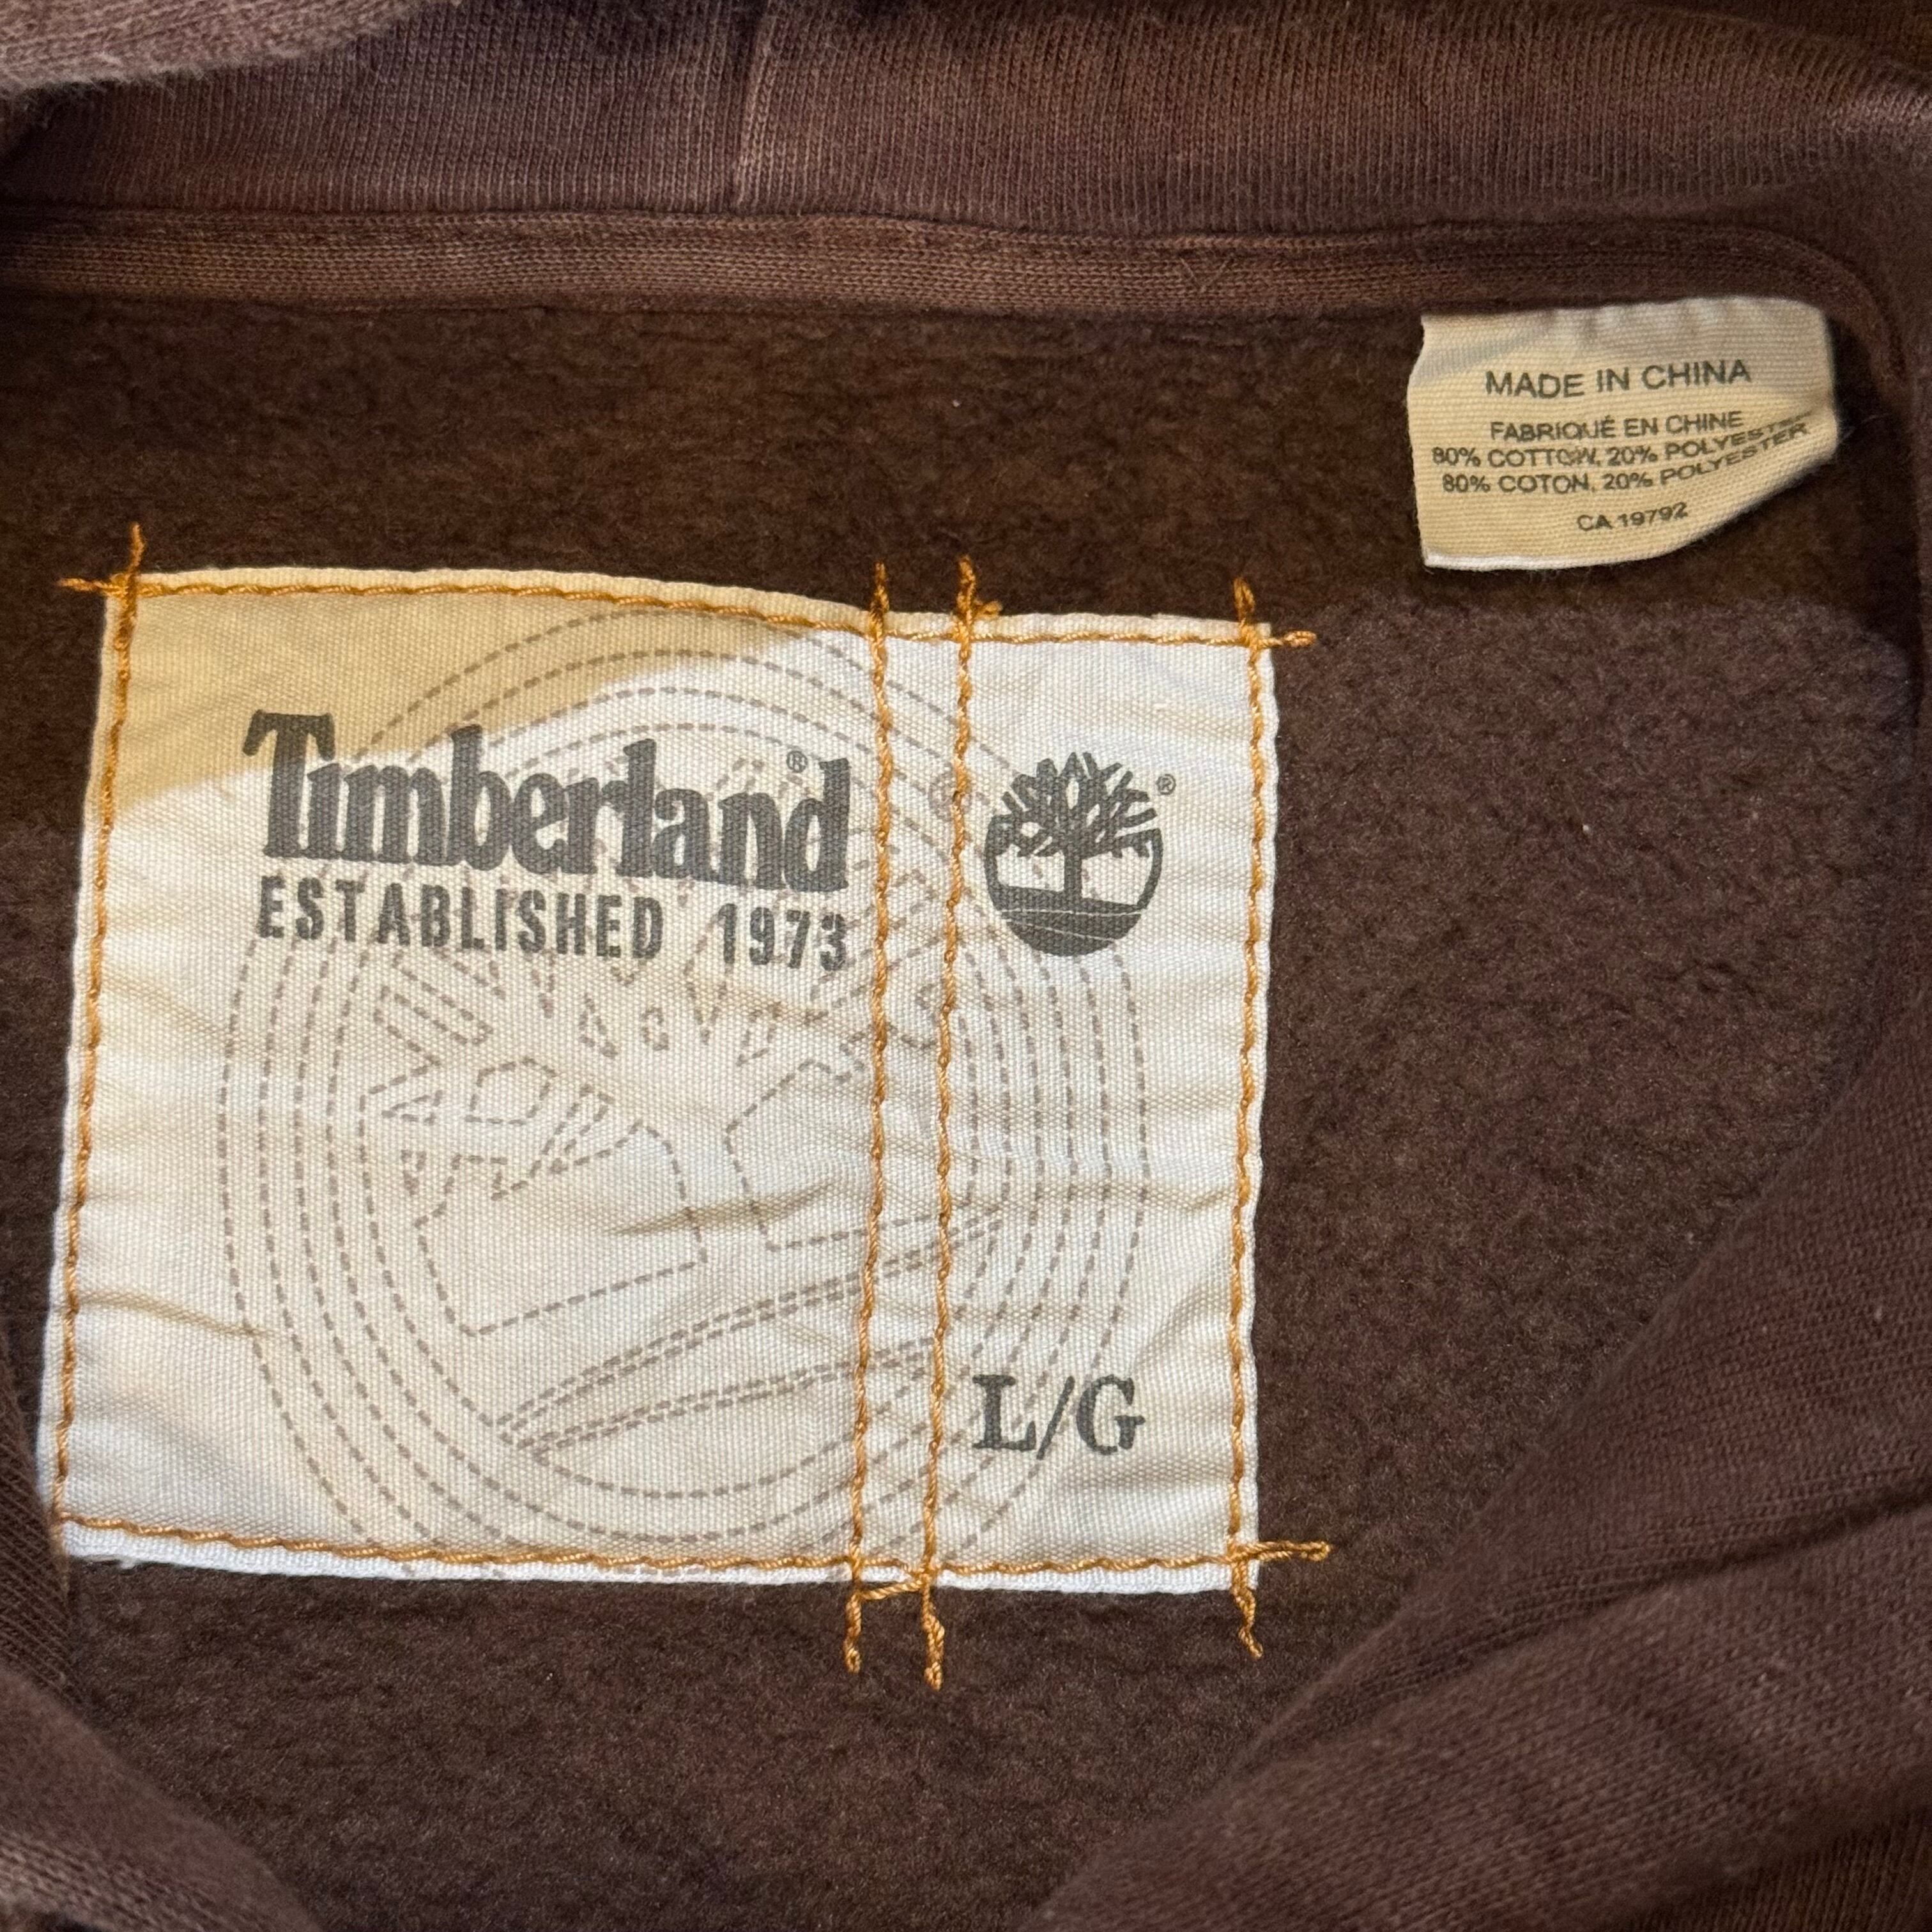 MADE IN CHINA
FABRIQUÉ EN CHINE
80% COTTON, 20% POLYESTER
80% COTON, 20% POLYESTER
CA 19792
Timberland®
ESTABLISHED 1973
®
L/G